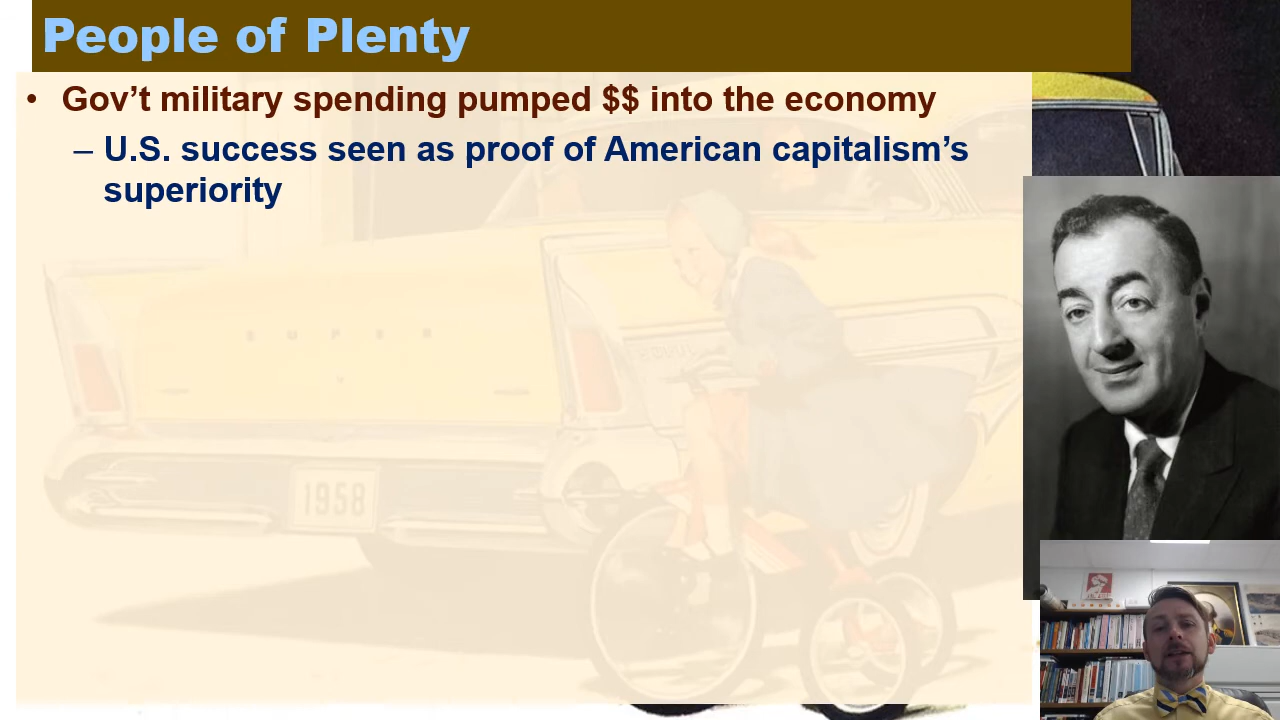 People of Plenty
• Gov’t military spending pumped $$ into the economy
– U.S. success seen as proof of American capitalism’s
superiority
SUPER
1958